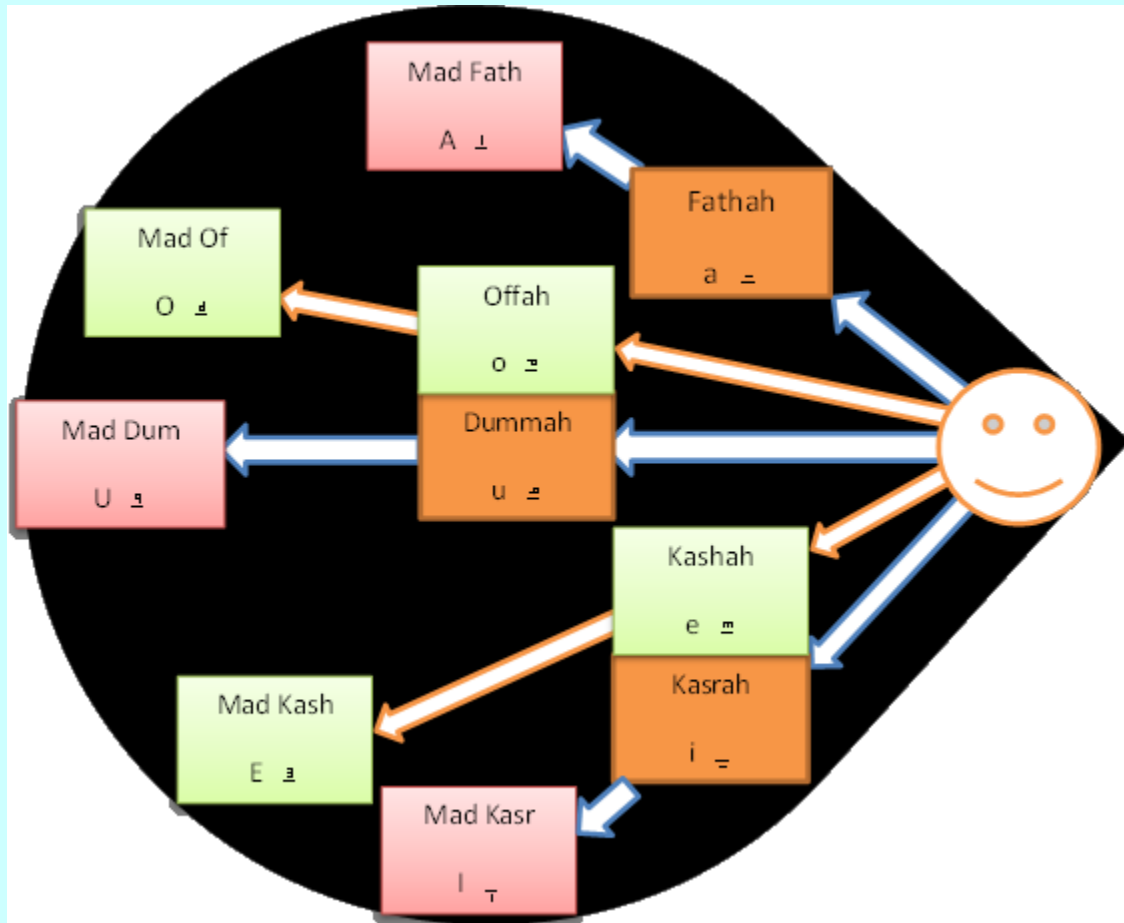 Mad Fath
A
Fathah
a
Mad Of
O
Offah
o
Mad Dum
U
Dummah
u
Kashah
e
Kasrah
i
Mad Kash
E
Mad Kasr
I